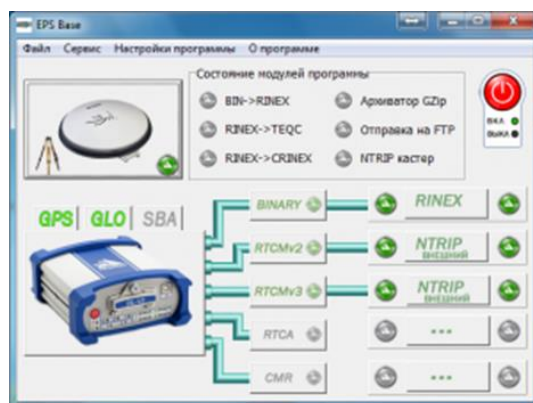 EPS Base
Файл Сервис Настройки программы О программе
Состояние модулей программы
BIN->RINEX
Архиватор GZip
RINEX->TEQC
Отправка на FTP
RINEX->CRINEX
NTRIP кастер
ВКЛ
ВЫКЛ
GPS GLO SBA
BINARY
RINEX
RTCMv2
NTRIP
ВНЕШНИЙ
RTCMv3
NTRIP
ВНЕШНИЙ
RTCA
***
CMR
***